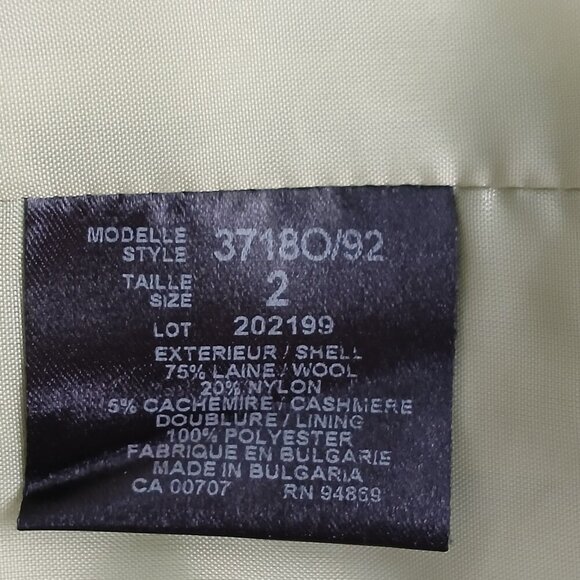 MODELLE
STYLE 3718O/92
TAILLE
SIZE 2
LOT 202199
EXTERIEUR / SHELL
75% LAINE / WOOL
20% NYLON
5% CACHEMIRE / CASHMERE
DOUBLURE / LINING
100% POLYESTER
FABRIQUE EN BULGARIE
MADE IN BULGARIA
CA 00707 RN 94869